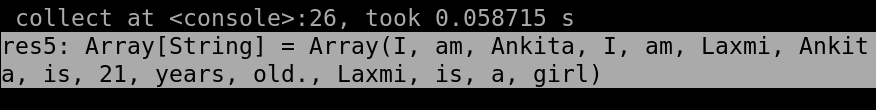 collect at <console>:26, took 0.058715 s
res5: Array[String] = Array(I, am, Ankita, I, am, Laxmi, Ankit
a, is, 21, years, old., Laxmi, is, a, girl)